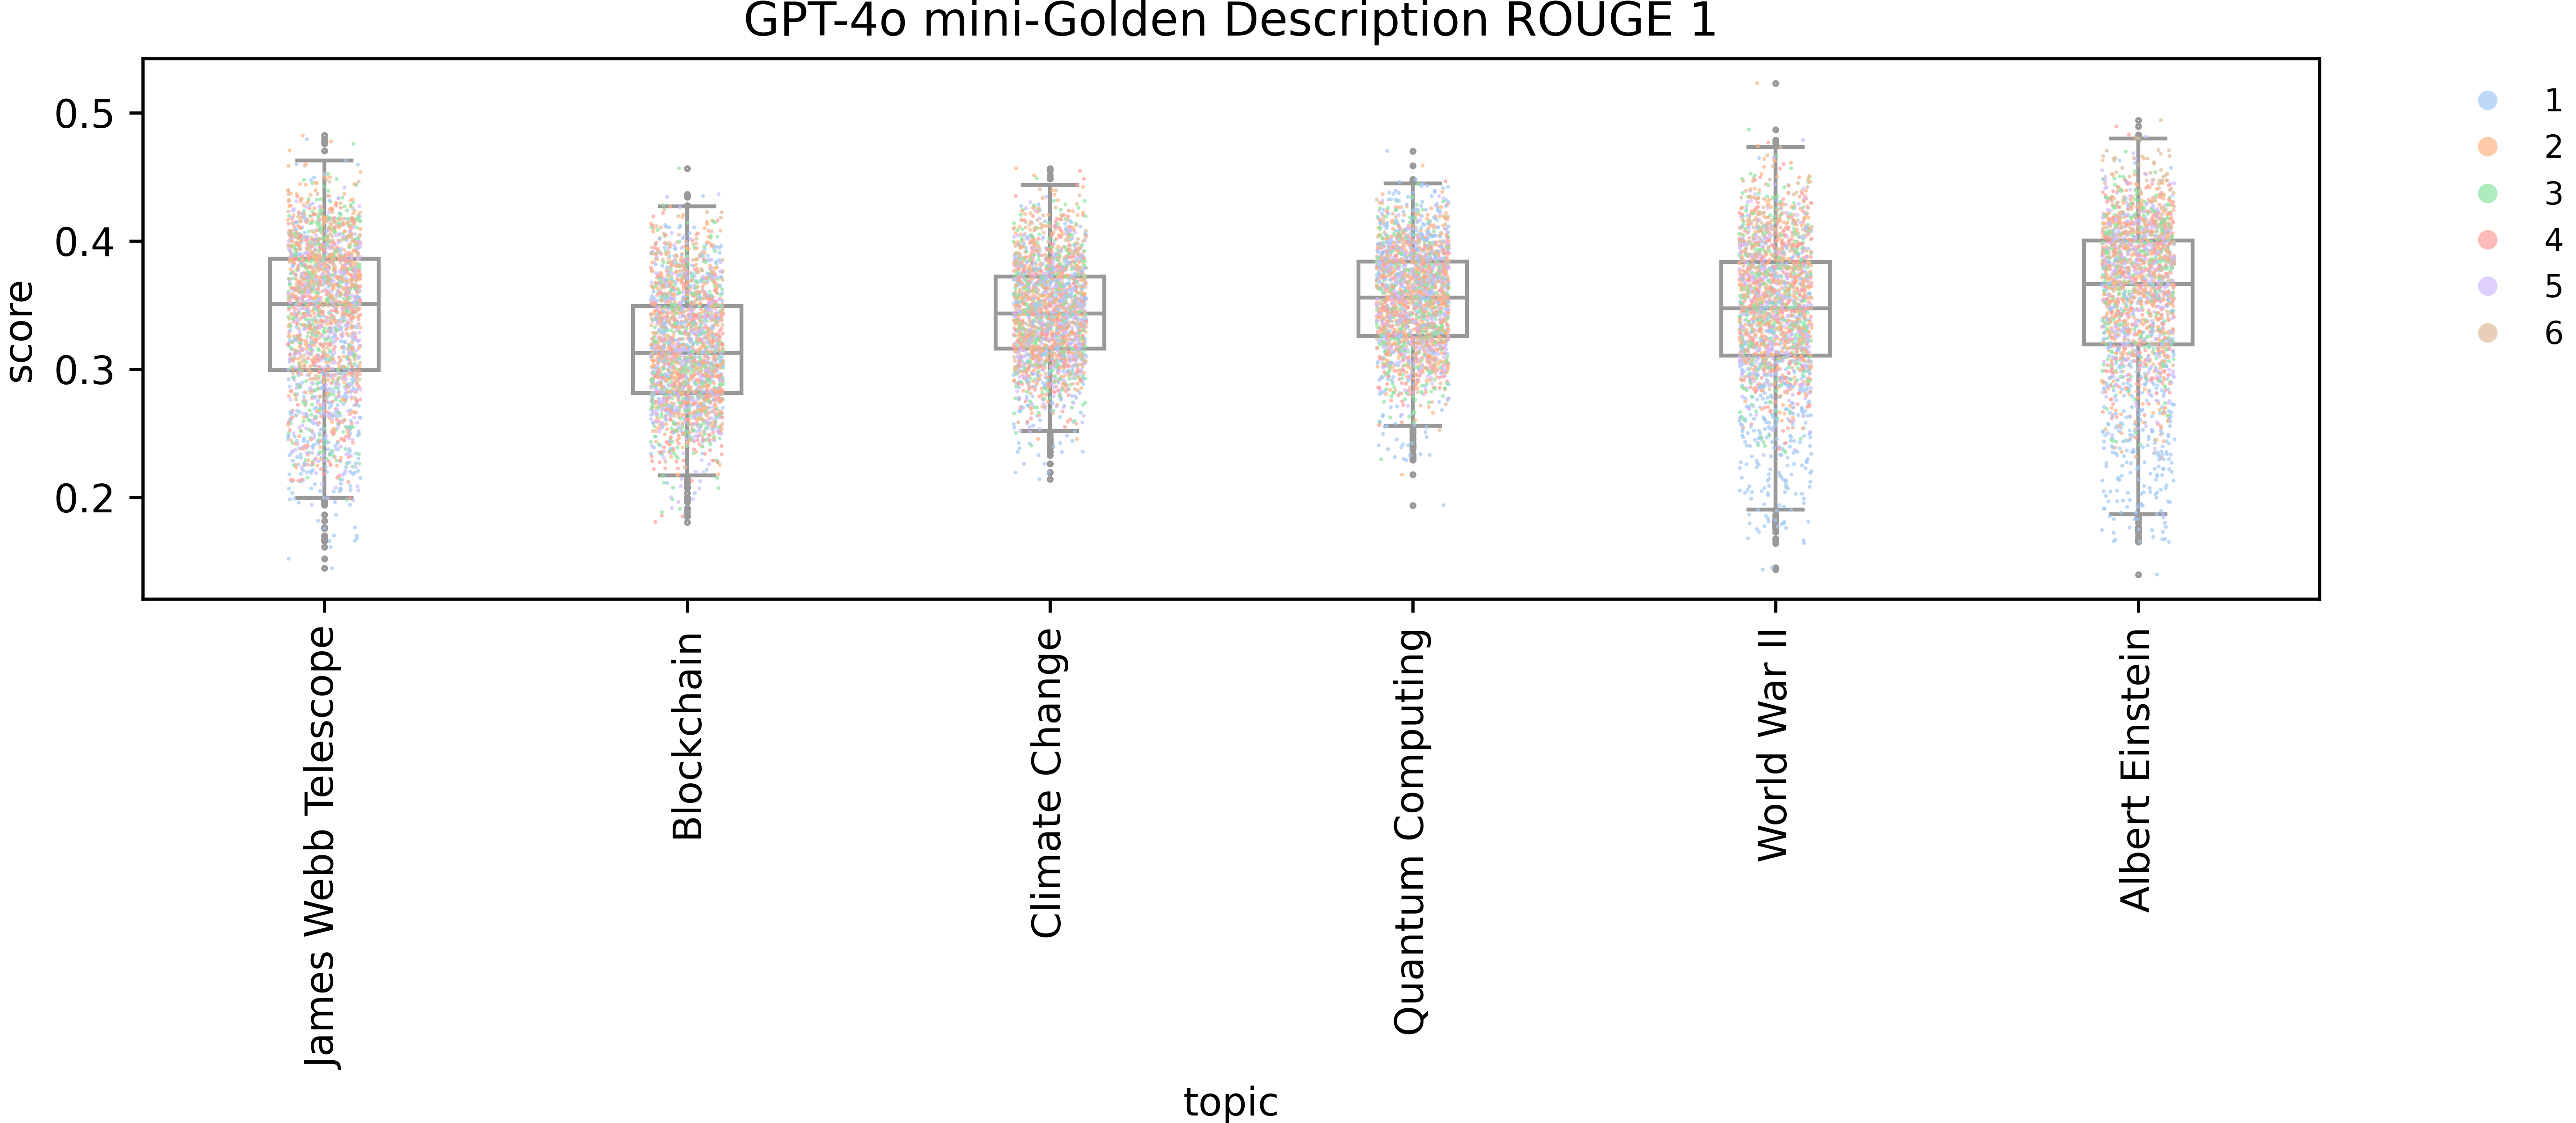 GPT-4o mini-Golden Description ROUGE 1
score
0.5
0.4
0.3
0.2
1
2
3
4
5
6
James Webb Telescope
Blockchain
Climate Change
Quantum Computing
World War II
Albert Einstein
topic